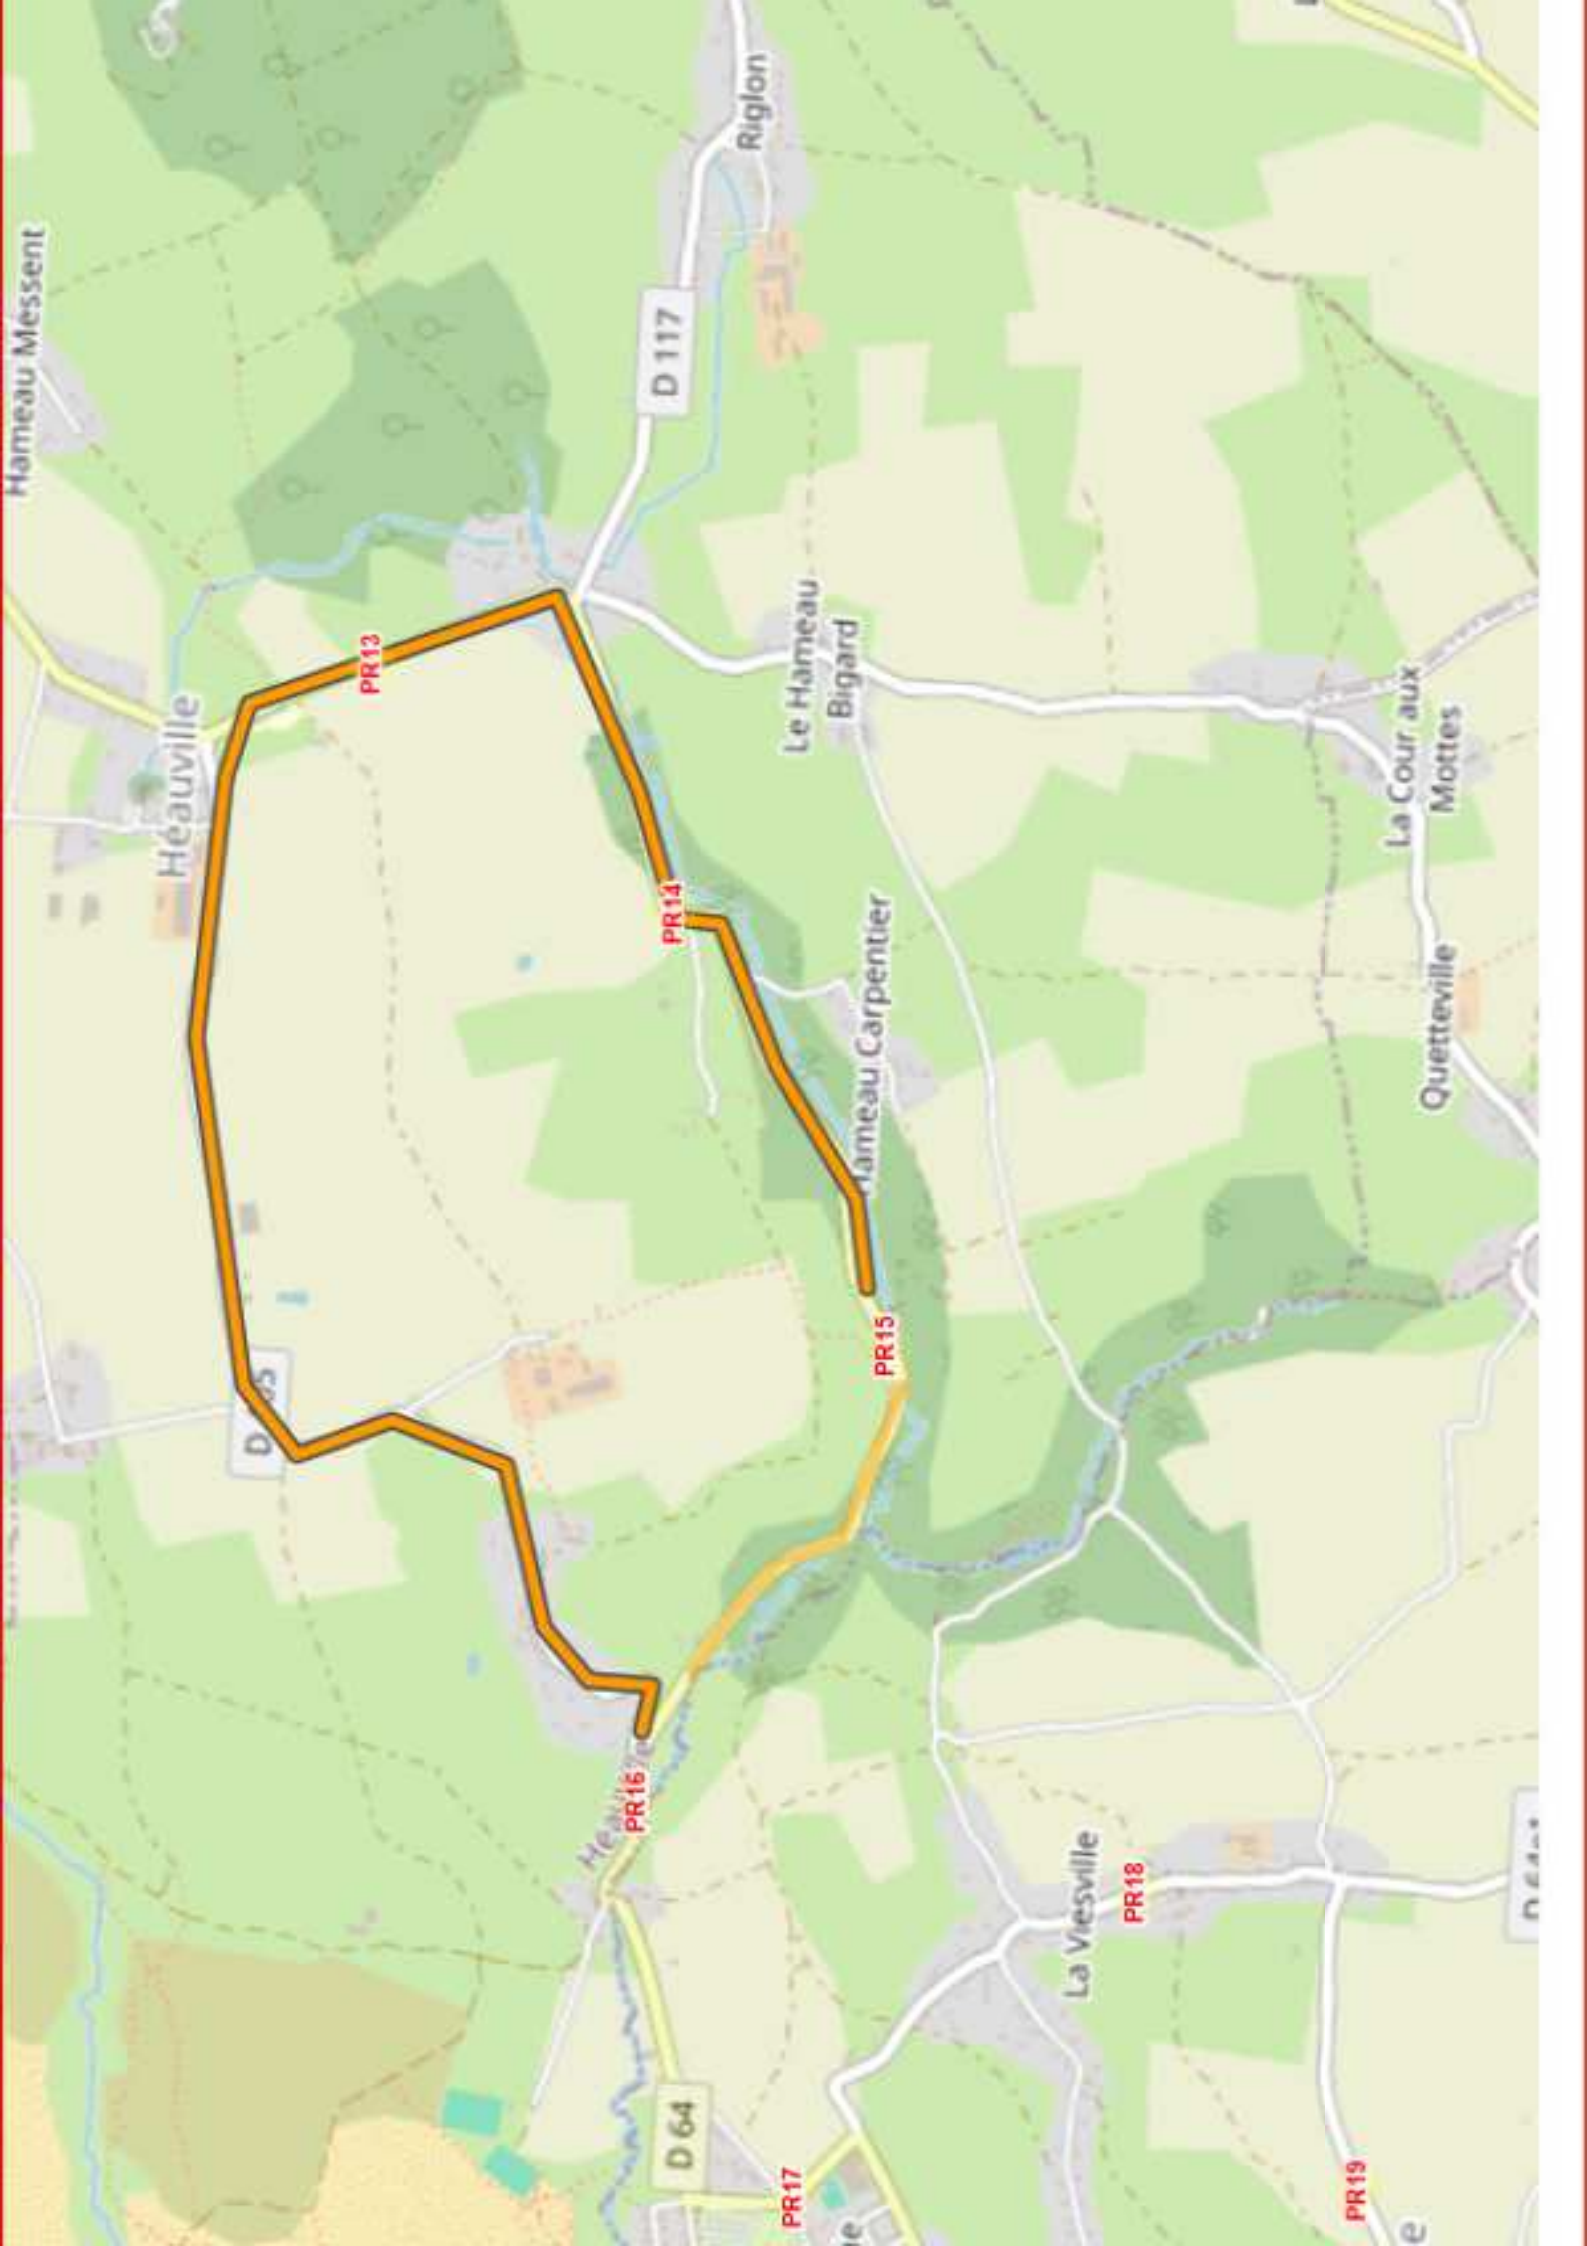 Hameau Messent
Héauville
PR13
D 117
Riglon
Le Hameau
Bigard
PR14
Hameau Carpentier
La Cour aux
Mottes
Quetteville
PR15
PR16
D 64
PR17
La Viesville
PR18
PR19